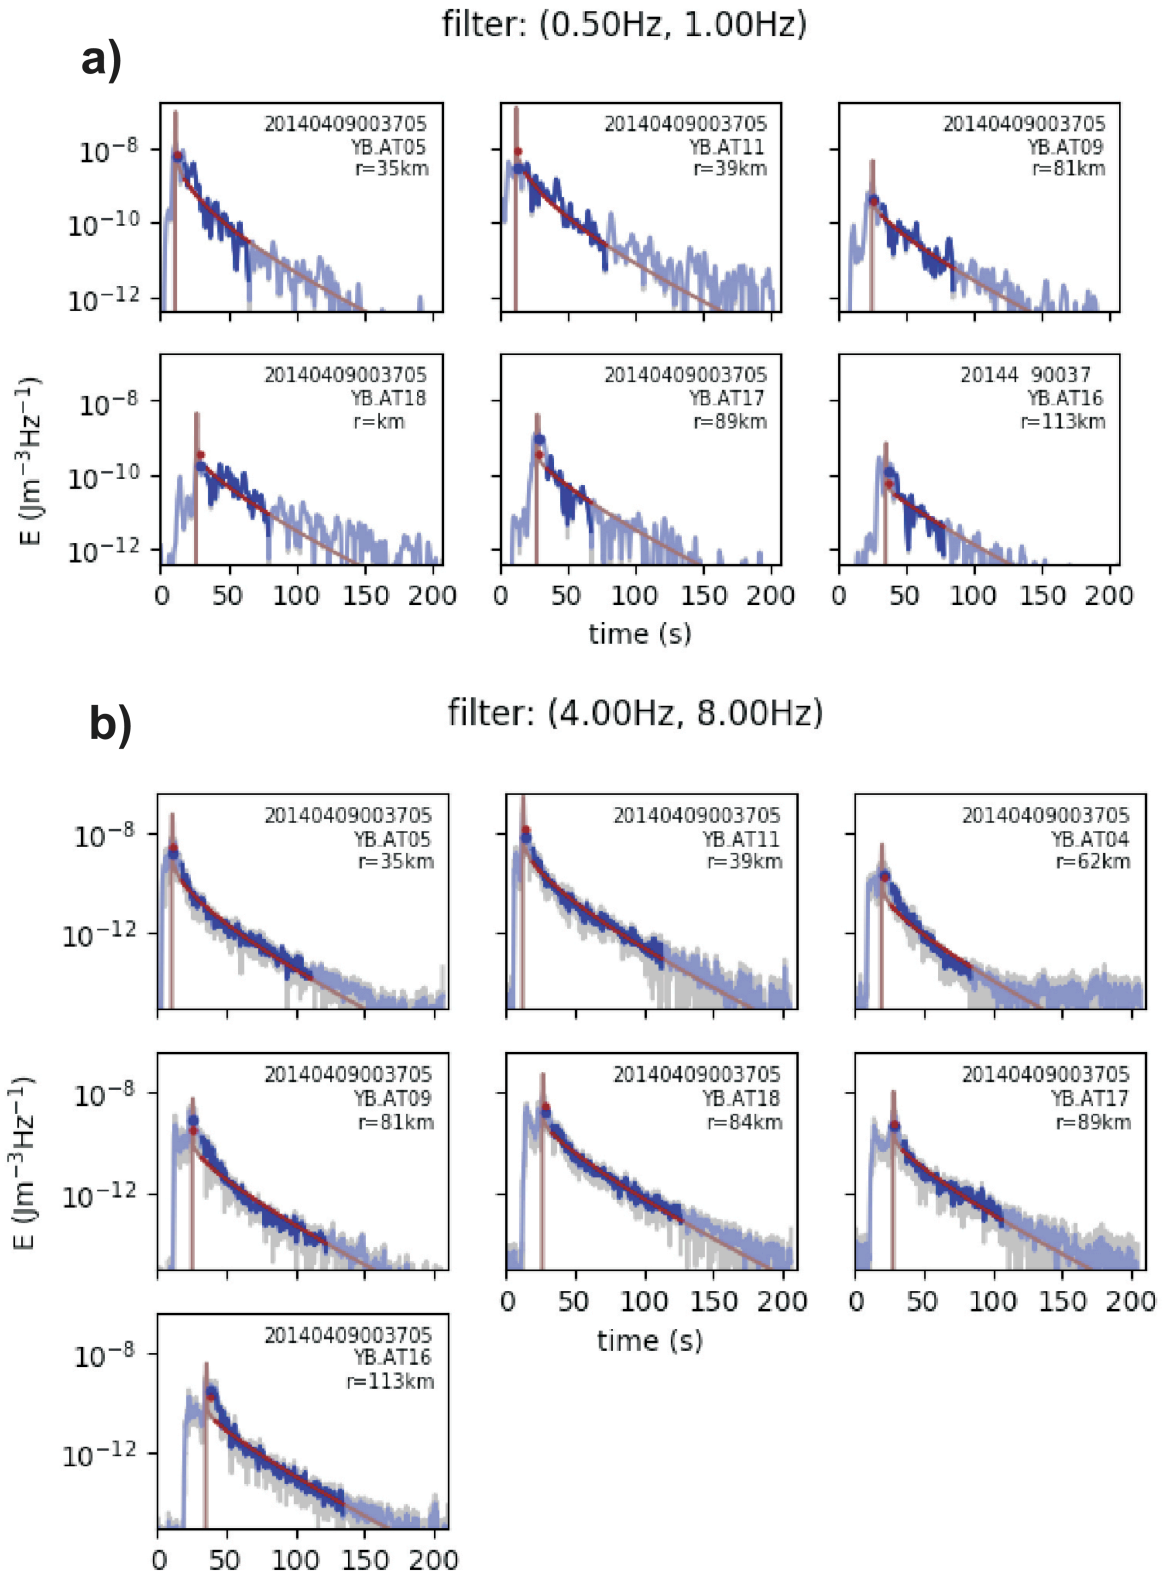 filter: (0.50Hz, 1.00Hz)
a)
20140409003705
YB.AT05
r=35km
20140409003705
YB.AT11
r=39km
20140409003705
YB.AT09
r=81km
10⁻⁸
10⁻¹⁰
10⁻¹²
20140409003705
YB.AT18
r=km
20140409003705
YB.AT17
r=89km
20144 90037
YB.AT16
r=113km
10⁻⁸
10⁻¹⁰
10⁻¹²
E (Jm⁻³Hz⁻¹)
0 50 100 150 200
0 50 100 150 200
0 50 100 150 200
time (s)
b)
filter: (4.00Hz, 8.00Hz)
20140409003705
YB.AT05
r=35km
20140409003705
YB.AT11
r=39km
20140409003705
YB.AT04
r=62km
10⁻⁸
10⁻¹²
20140409003705
YB.AT09
r=81km
20140409003705
YB.AT18
r=84km
20140409003705
YB.AT17
r=89km
10⁻⁸
10⁻¹²
E (Jm⁻³Hz⁻¹)
0 50 100 150 200
0 50 100 150 200
time (s)
20140409003705
YB.AT16
r=113km
10⁻⁸
10⁻¹²
0 50 100 150 200